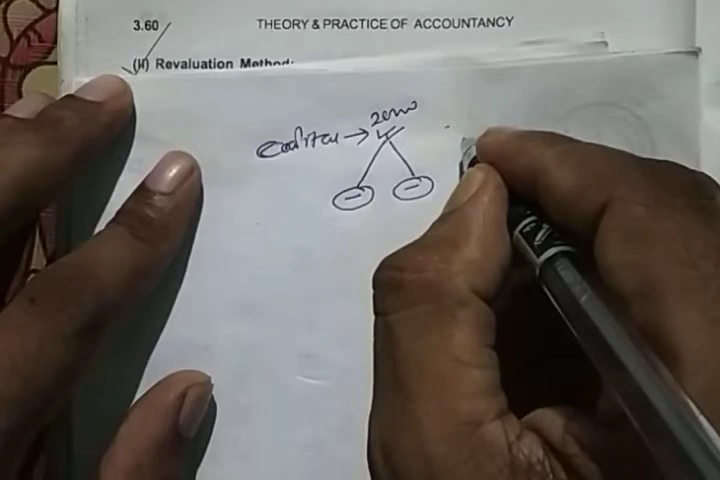 3.60 THEORY & PRACTICE OF ACCOUNTANCY
(II) Revaluation Method:
zero
Capital →
− −